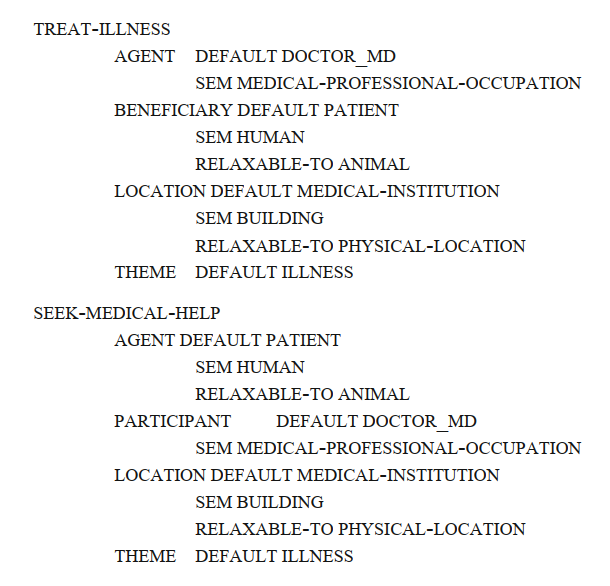 TREAT-ILLNESS
AGENT DEFAULT DOCTOR_MD
SEM MEDICAL-PROFESSIONAL-OCCUPATION
BENEFICIARY DEFAULT PATIENT
SEM HUMAN
RELAXABLE-TO ANIMAL
LOCATION DEFAULT MEDICAL-INSTITUTION
SEM BUILDING
RELAXABLE-TO PHYSICAL-LOCATION
THEME DEFAULT ILLNESS
SEEK-MEDICAL-HELP
AGENT DEFAULT PATIENT
SEM HUMAN
RELAXABLE-TO ANIMAL
PARTICIPANT DEFAULT DOCTOR_MD
SEM MEDICAL-PROFESSIONAL-OCCUPATION
LOCATION DEFAULT MEDICAL-INSTITUTION
SEM BUILDING
RELAXABLE-TO PHYSICAL-LOCATION
THEME DEFAULT ILLNESS